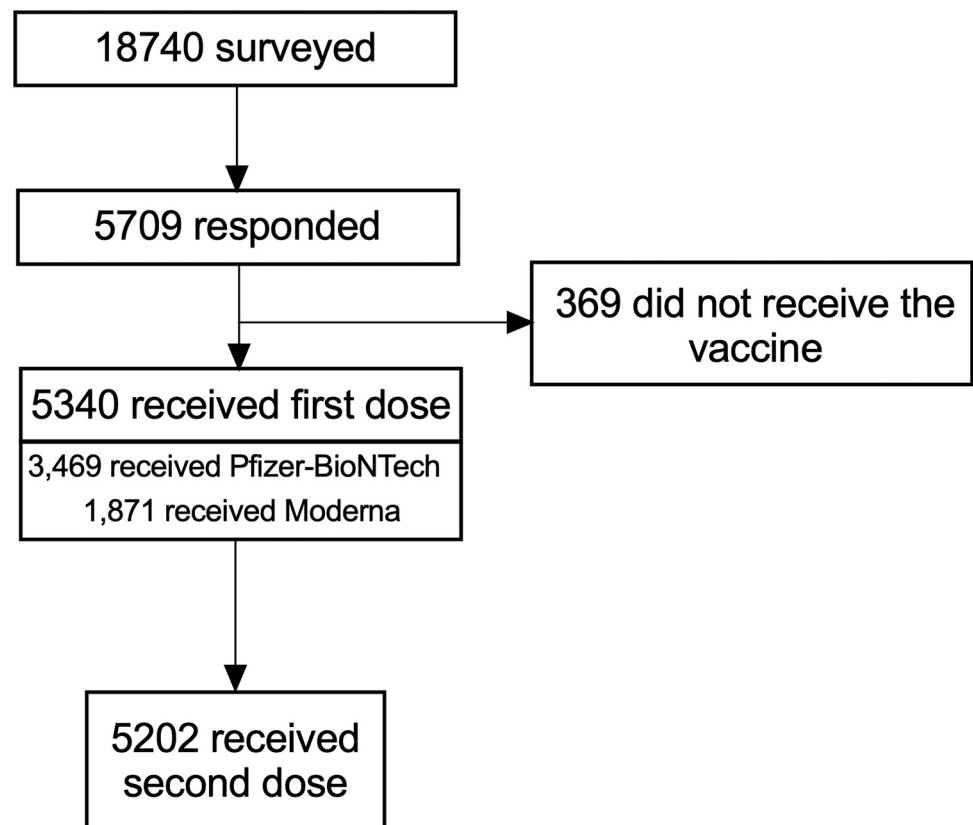 18740 surveyed
5709 responded
369 did not receive the
vaccine
5340 received first dose
3,469 received Pfizer-BioNTech
1,871 received Moderna
5202 received
second dose